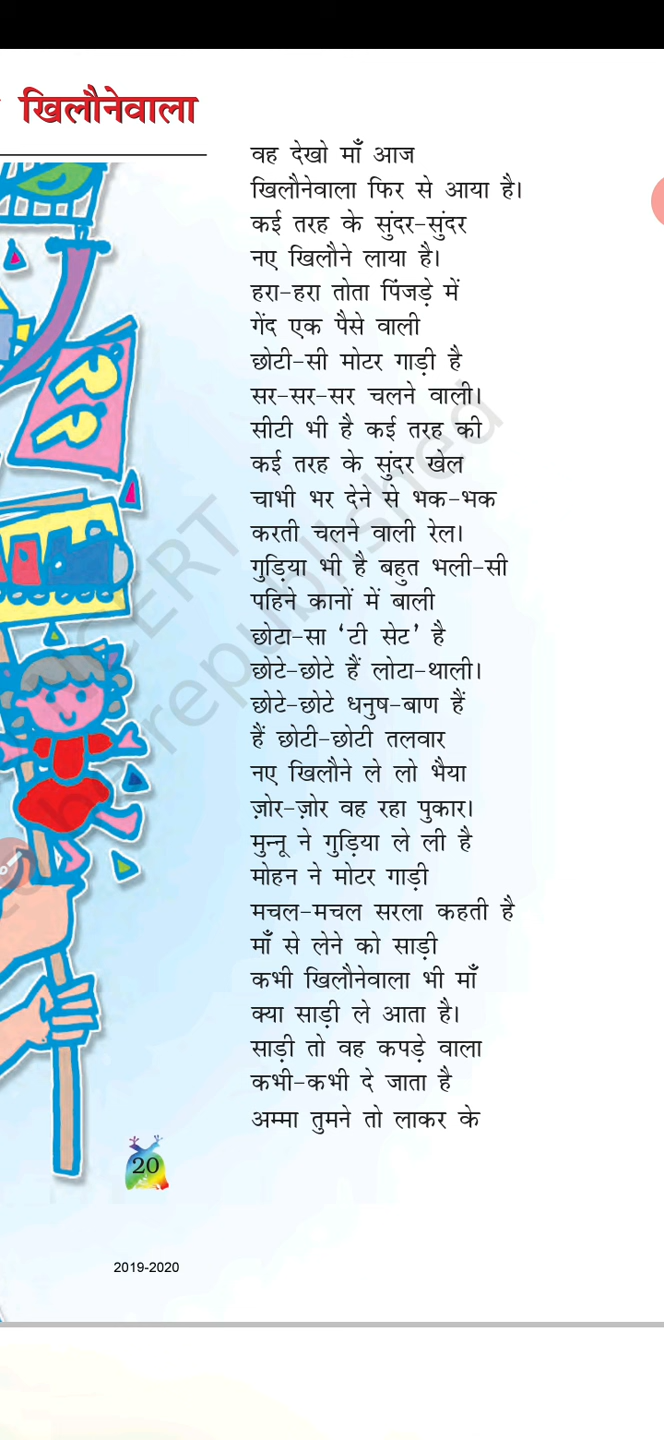 खिलौनेवाला
वह देखो माँ आज
खिलौनेवाला फिर से आया है।
कई तरह के सुंदर-सुंदर
नए खिलौने लाया है।
हरा-हरा तोता पिंजड़े में
गेंद एक पैसे वाली
छोटी-सी मोटर गाड़ी है
सर-सर-सर चलने वाली।
सीटी भी है कई तरह की
कई तरह के सुंदर खेल
चाभी भर देने से भक-भक
करती चलने वाली रेल।
गुड़िया भी है बहुत भली-सी
पहिने कानों में बाली
छोटा-सा ‘टी सेट’ है
छोटे-छोटे हैं लोटा-थाली।
छोटे-छोटे धनुष-बाण हैं
हैं छोटी-छोटी तलवार
नए खिलौने ले लो भैया
ज़ोर-ज़ोर वह रहा पुकार।
मुन्नू ने गुड़िया ले ली है
मोहन ने मोटर गाड़ी
मचल-मचल सरला कहती है
माँ से लेने को साड़ी
कभी खिलौनेवाला भी माँ
क्या साड़ी ले आता है।
साड़ी तो वह कपड़े वाला
कभी-कभी दे जाता है
अम्मा तुमने तो लाकर के
20
2019-2020
NCERT
republished